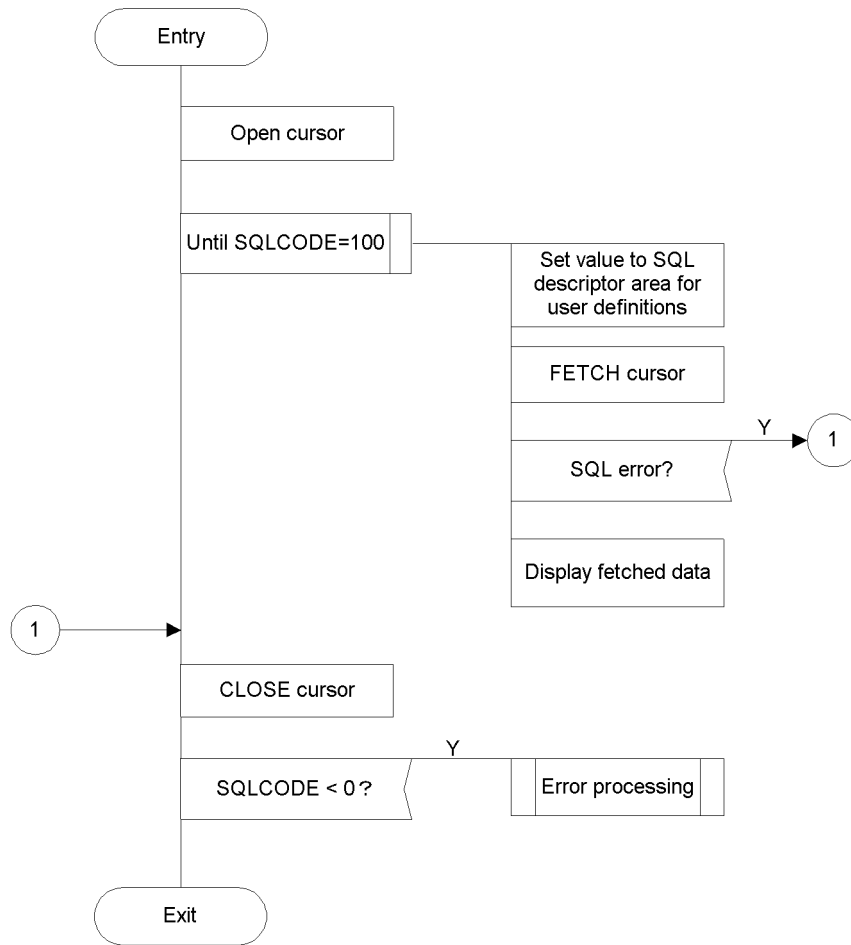 Entry
Open cursor
Until SQLCODE=100
Set value to SQL
descriptor area for
user definitions
FETCH cursor
Y
1
SQL error?
Display fetched data
1
CLOSE cursor
Y
SQLCODE < 0？
Error processing
Exit